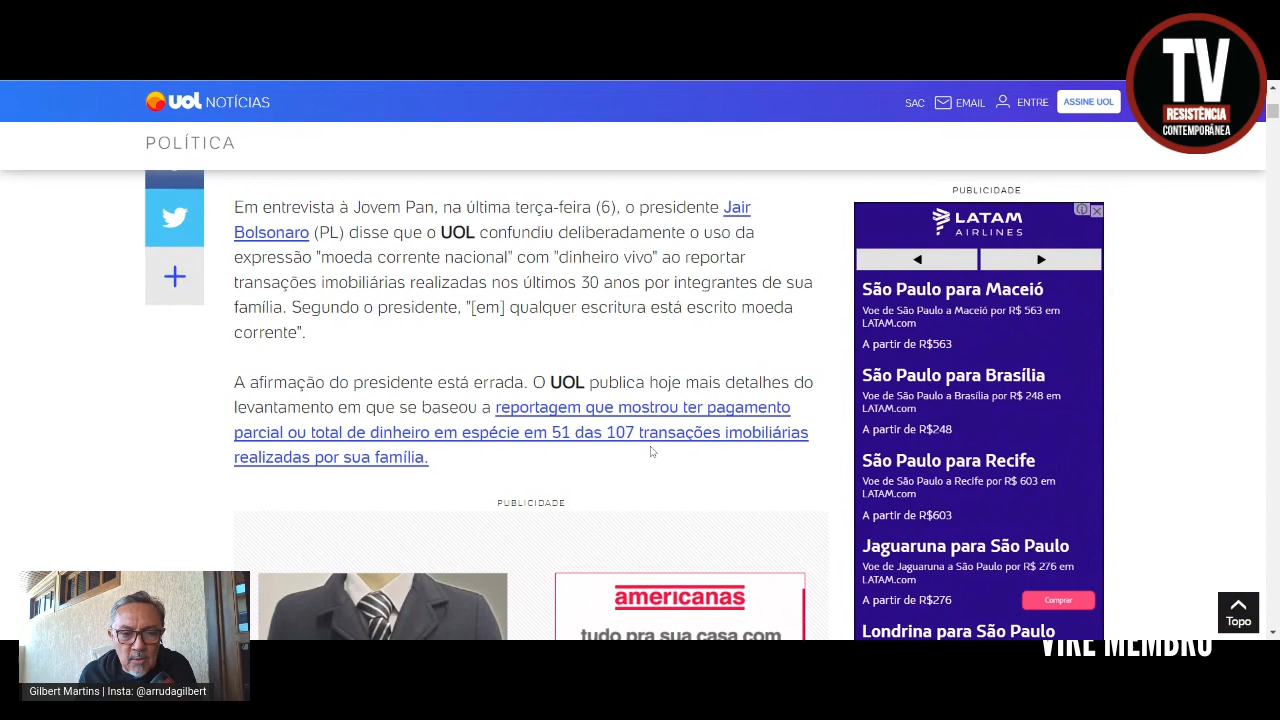 TV
RESISTÊNCIA
CONTEMPORÂNEA
UOL NOTÍCIAS
SAC
EMAIL
ENTRE
ASSINE UOL
POLÍTICA
Em entrevista à Jovem Pan, na última terça-feira (6), o presidente Jair
Bolsonaro (PL) disse que o UOL confundiu deliberadamente o uso da
expressão "moeda corrente nacional" com "dinheiro vivo" ao reportar
transações imobiliárias realizadas nos últimos 30 anos por integrantes de sua
família. Segundo o presidente, "[em] qualquer escritura está escrito moeda
corrente".
A afirmação do presidente está errada. O UOL publica hoje mais detalhes do
levantamento em que se baseou a reportagem que mostrou ter pagamento
parcial ou total de dinheiro em espécie em 51 das 107 transações imobiliárias
realizadas por sua família.
PUBLICIDADE
americanas
tudo pra sua casa com
PUBLICIDADE
LATAM
AIRLINES
São Paulo para Maceió
Voe de São Paulo a Maceió por R$ 563 em
LATAM.com
A partir de R$563
São Paulo para Brasília
Voe de São Paulo a Brasília por R$ 248 em
LATAM.com
A partir de R$248
São Paulo para Recife
Voe de São Paulo a Recife por R$ 603 em
LATAM.com
A partir de R$603
Jaguaruna para São Paulo
Voe de Jaguaruna a São Paulo por R$ 276 em
LATAM.com
A partir de R$276
Comprar
Londrina para São Paulo
Topo
VIRE MEMBRO
Gilbert Martins | Insta: @arrudagilbert